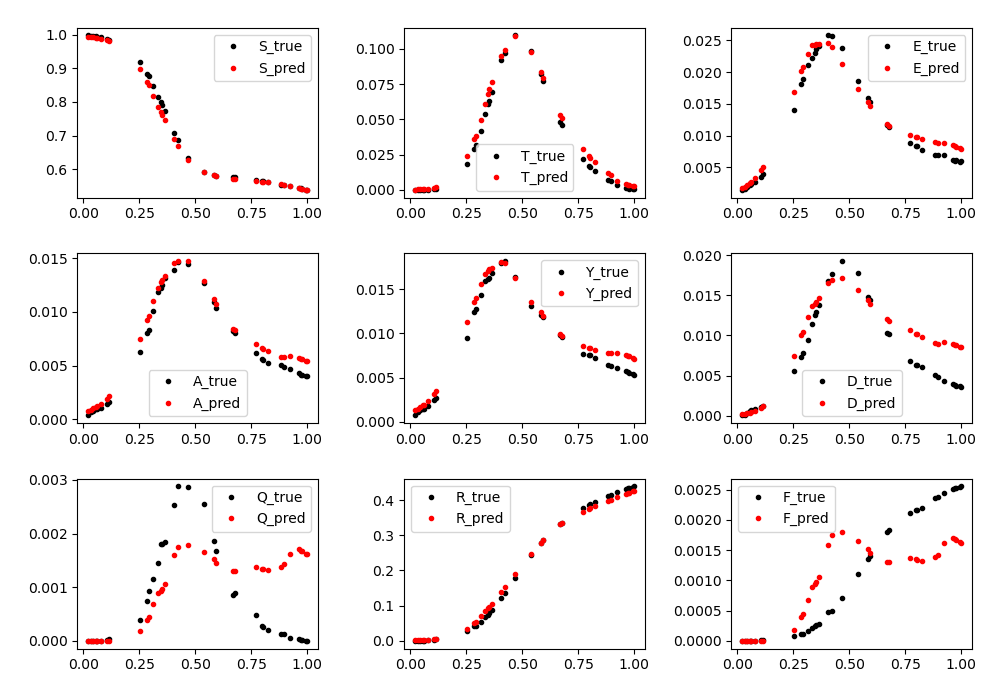 1.0
0.9
0.8
0.7
0.6
0.00 0.25 0.50 0.75 1.00
S_true
S_pred
0.100
0.075
0.050
0.025
0.000
0.00 0.25 0.50 0.75 1.00
T_true
T_pred
0.025
0.020
0.015
0.010
0.005
0.00 0.25 0.50 0.75 1.00
E_true
E_pred
0.015
0.010
0.005
0.000
0.00 0.25 0.50 0.75 1.00
A_true
A_pred
0.015
0.010
0.005
0.000
0.00 0.25 0.50 0.75 1.00
Y_true
Y_pred
0.020
0.015
0.010
0.005
0.000
0.00 0.25 0.50 0.75 1.00
D_true
D_pred
0.003
0.002
0.001
0.000
0.00 0.25 0.50 0.75 1.00
Q_true
Q_pred
0.4
0.3
0.2
0.1
0.0
0.00 0.25 0.50 0.75 1.00
R_true
R_pred
0.0025
0.0020
0.0015
0.0010
0.0005
0.0000
0.00 0.25 0.50 0.75 1.00
F_true
F_pred